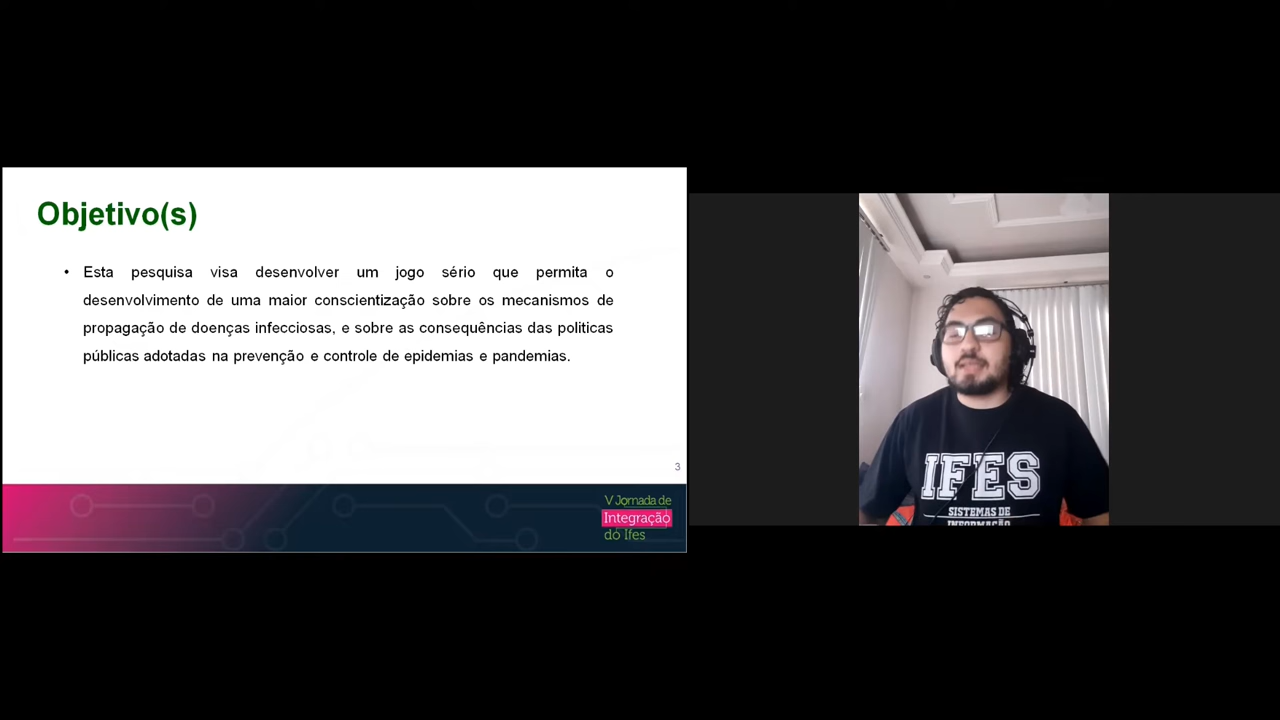 Objetivo(s)
• Esta pesquisa visa desenvolver um jogo sério que permita o
desenvolvimento de uma maior conscientização sobre os mecanismos de
propagação de doenças infecciosas, e sobre as consequências das politicas
públicas adotadas na prevenção e controle de epidemias e pandemias.
3
V Jornada de
Integração
do Ifes
IFES
SISTEMAS DE
INFORMAÇÃO